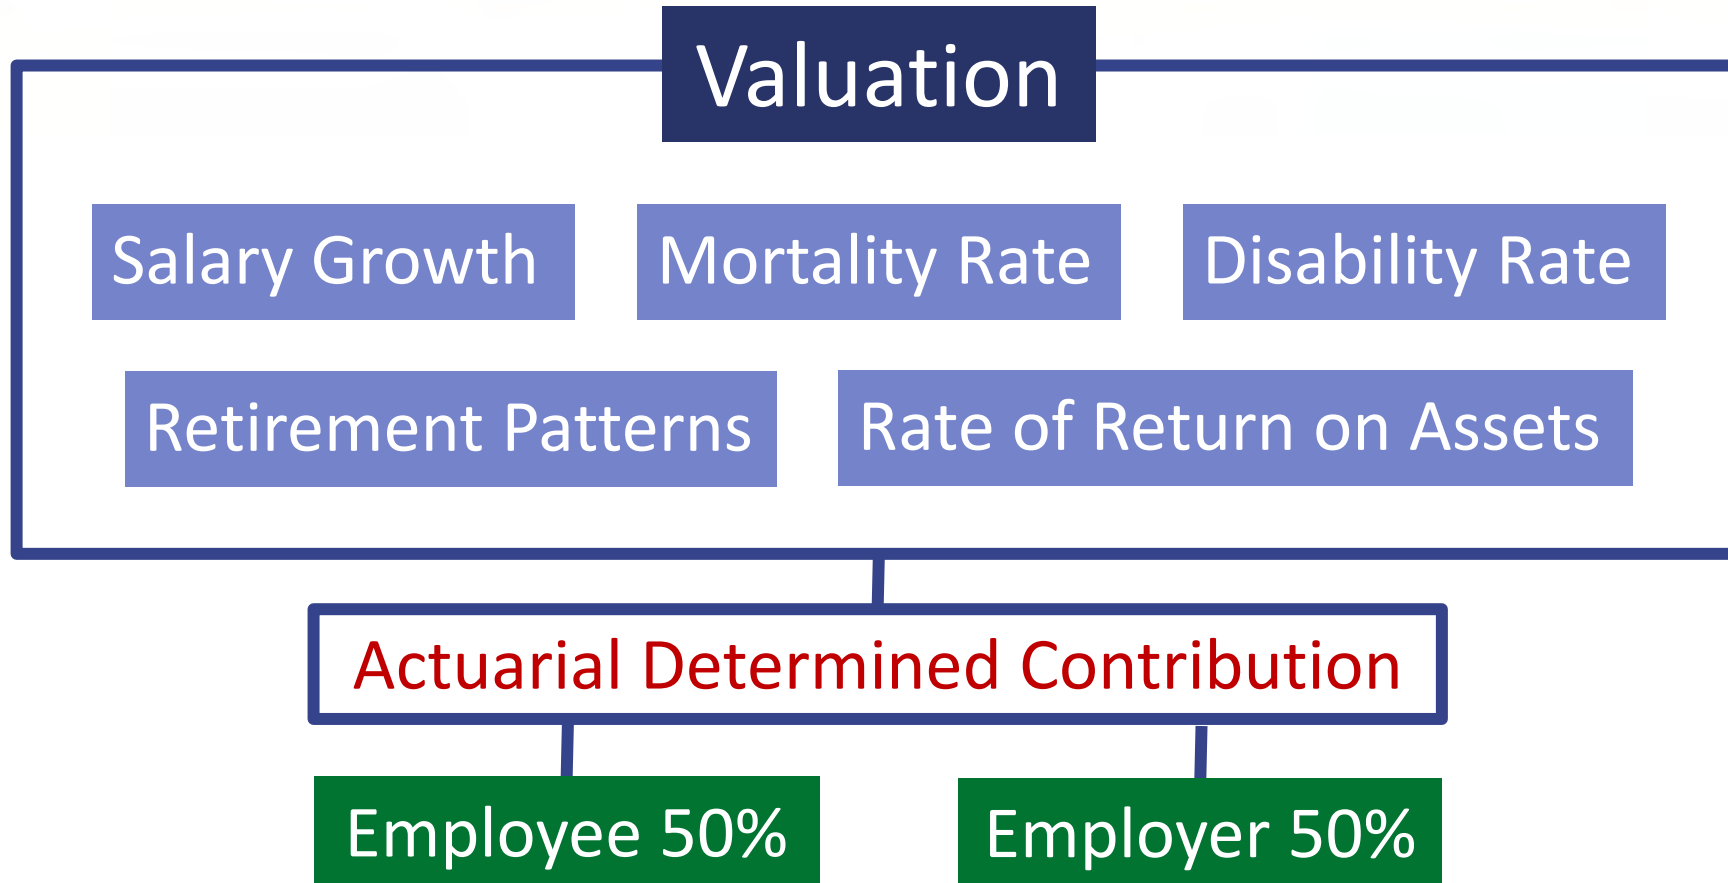 Valuation
Salary Growth
Mortality Rate
Disability Rate
Retirement Patterns
Rate of Return on Assets
Actuarial Determined Contribution
Employee 50%
Employer 50%